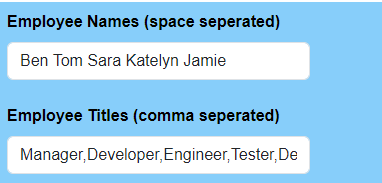 Employee Names (space seperated)
Ben Tom Sara Katelyn Jamie
Employee Titles (comma seperated)
Manager,Developer,Engineer,Tester,De